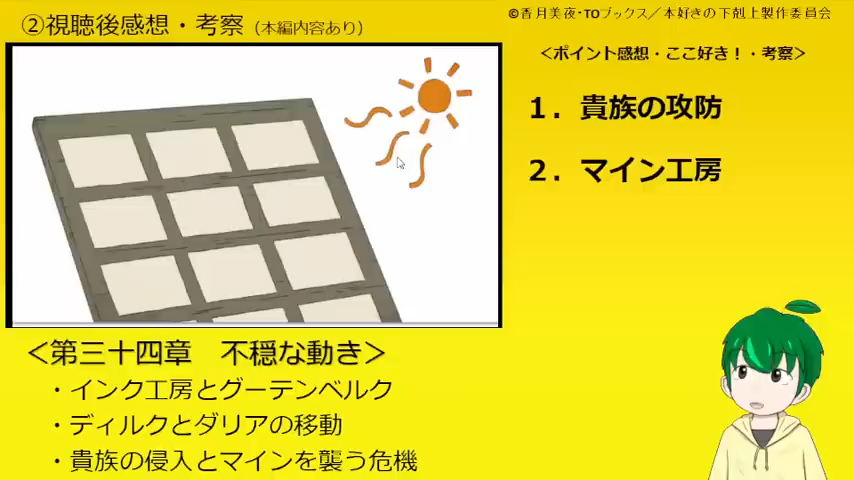 ②視聴後感想・考察（本編内容あり）
©香月美夜・TOブックス／本好きの下剋上製作委員会
＜ポイント感想・ここ好き！・考察＞
１．貴族の攻防
２．マイン工房
＜第三十四章　不穏な動き＞
・インク工房とグーテンベルク
・ディルクとダリアの移動
・貴族の侵入とマインを襲う危機